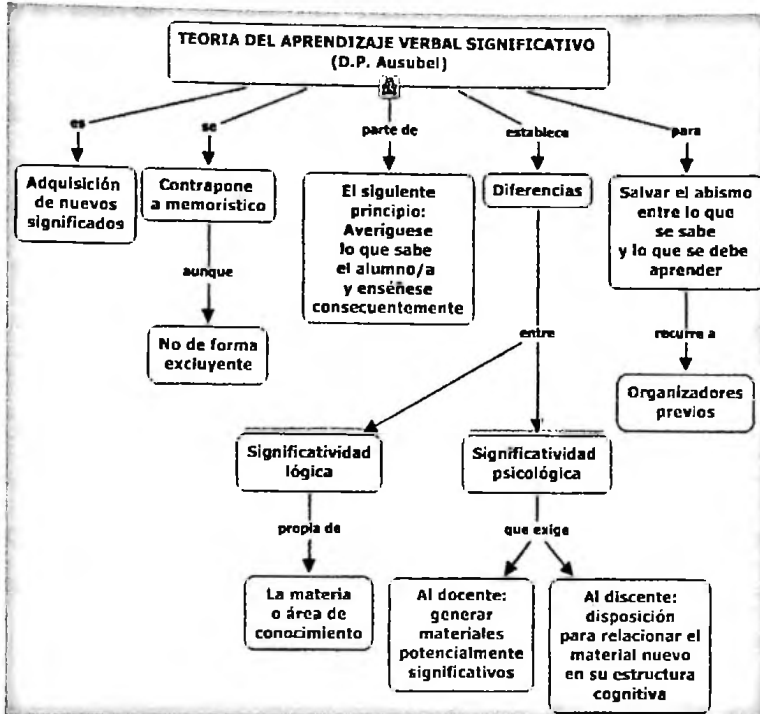 TEORIA DEL APRENDIZAJE VERBAL SIGNIFICATIVO
(D.P. Ausubel)
es
se
parte de
establece
para
Adquisición
de nuevos
significados
Contrapone
a memorístico
El siguiente
principio:
Averíguese
lo que sabe
el alumno/a
y enséñese
consecuentemente
Diferencias
Salvar el abismo
entre lo que
se sabe
y lo que se debe
aprender
aunque
No de forma
excluyente
entre
recurre a
Organizadores
previos
Significatividad
lógica
Significatividad
psicológica
propia de
que exige
La materia
o área de
conocimiento
Al docente:
generar
materiales
potencialmente
significativos
Al discente:
disposición
para relacionar el
material nuevo
en su estructura
cognitiva